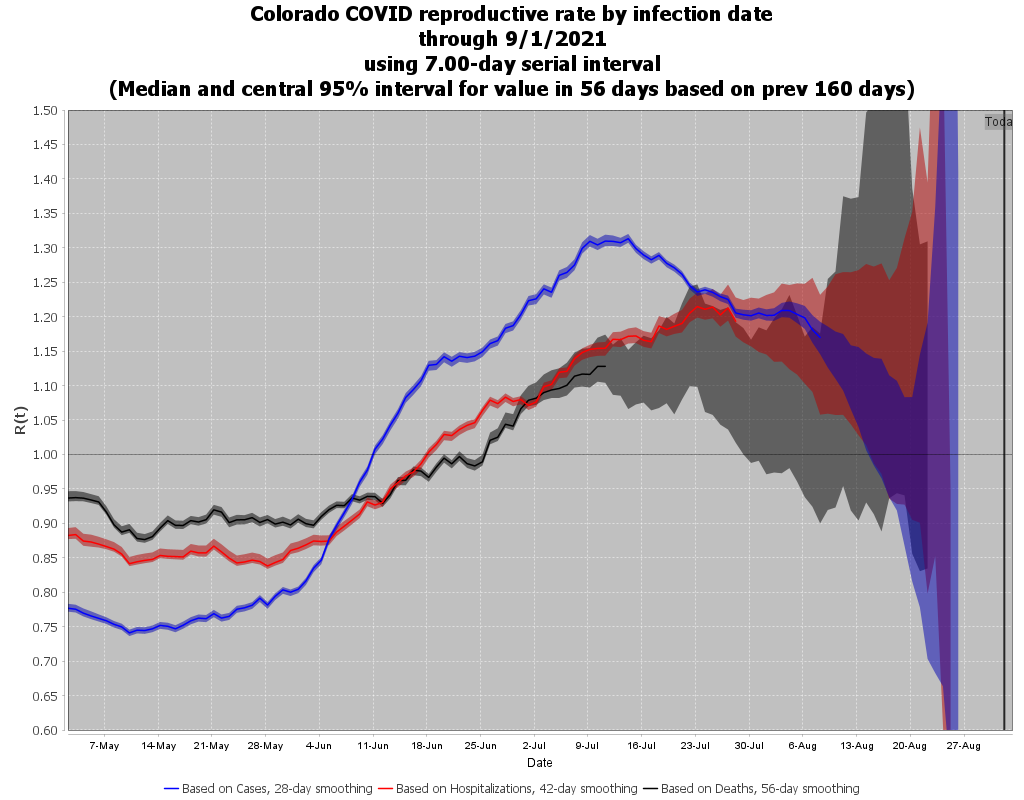 Colorado COVID reproductive rate by infection date
through 9/1/2021
using 7.00-day serial interval
(Median and central 95% interval for value in 56 days based on prev 160 days)
Toda
1.50
1.45
1.40
1.35
1.30
1.25
1.20
1.15
1.10
1.05
1.00
0.95
0.90
0.85
0.80
0.75
0.70
0.65
0.60
R(t)
7-May 14-May 21-May 28-May 4-Jun 11-Jun 18-Jun 25-Jun 2-Jul 9-Jul 16-Jul 23-Jul 30-Jul 6-Aug 13-Aug 20-Aug 27-Aug
Date
Based on Cases, 28-day smoothing Based on Hospitalizations, 42-day smoothing Based on Deaths, 56-day smoothing